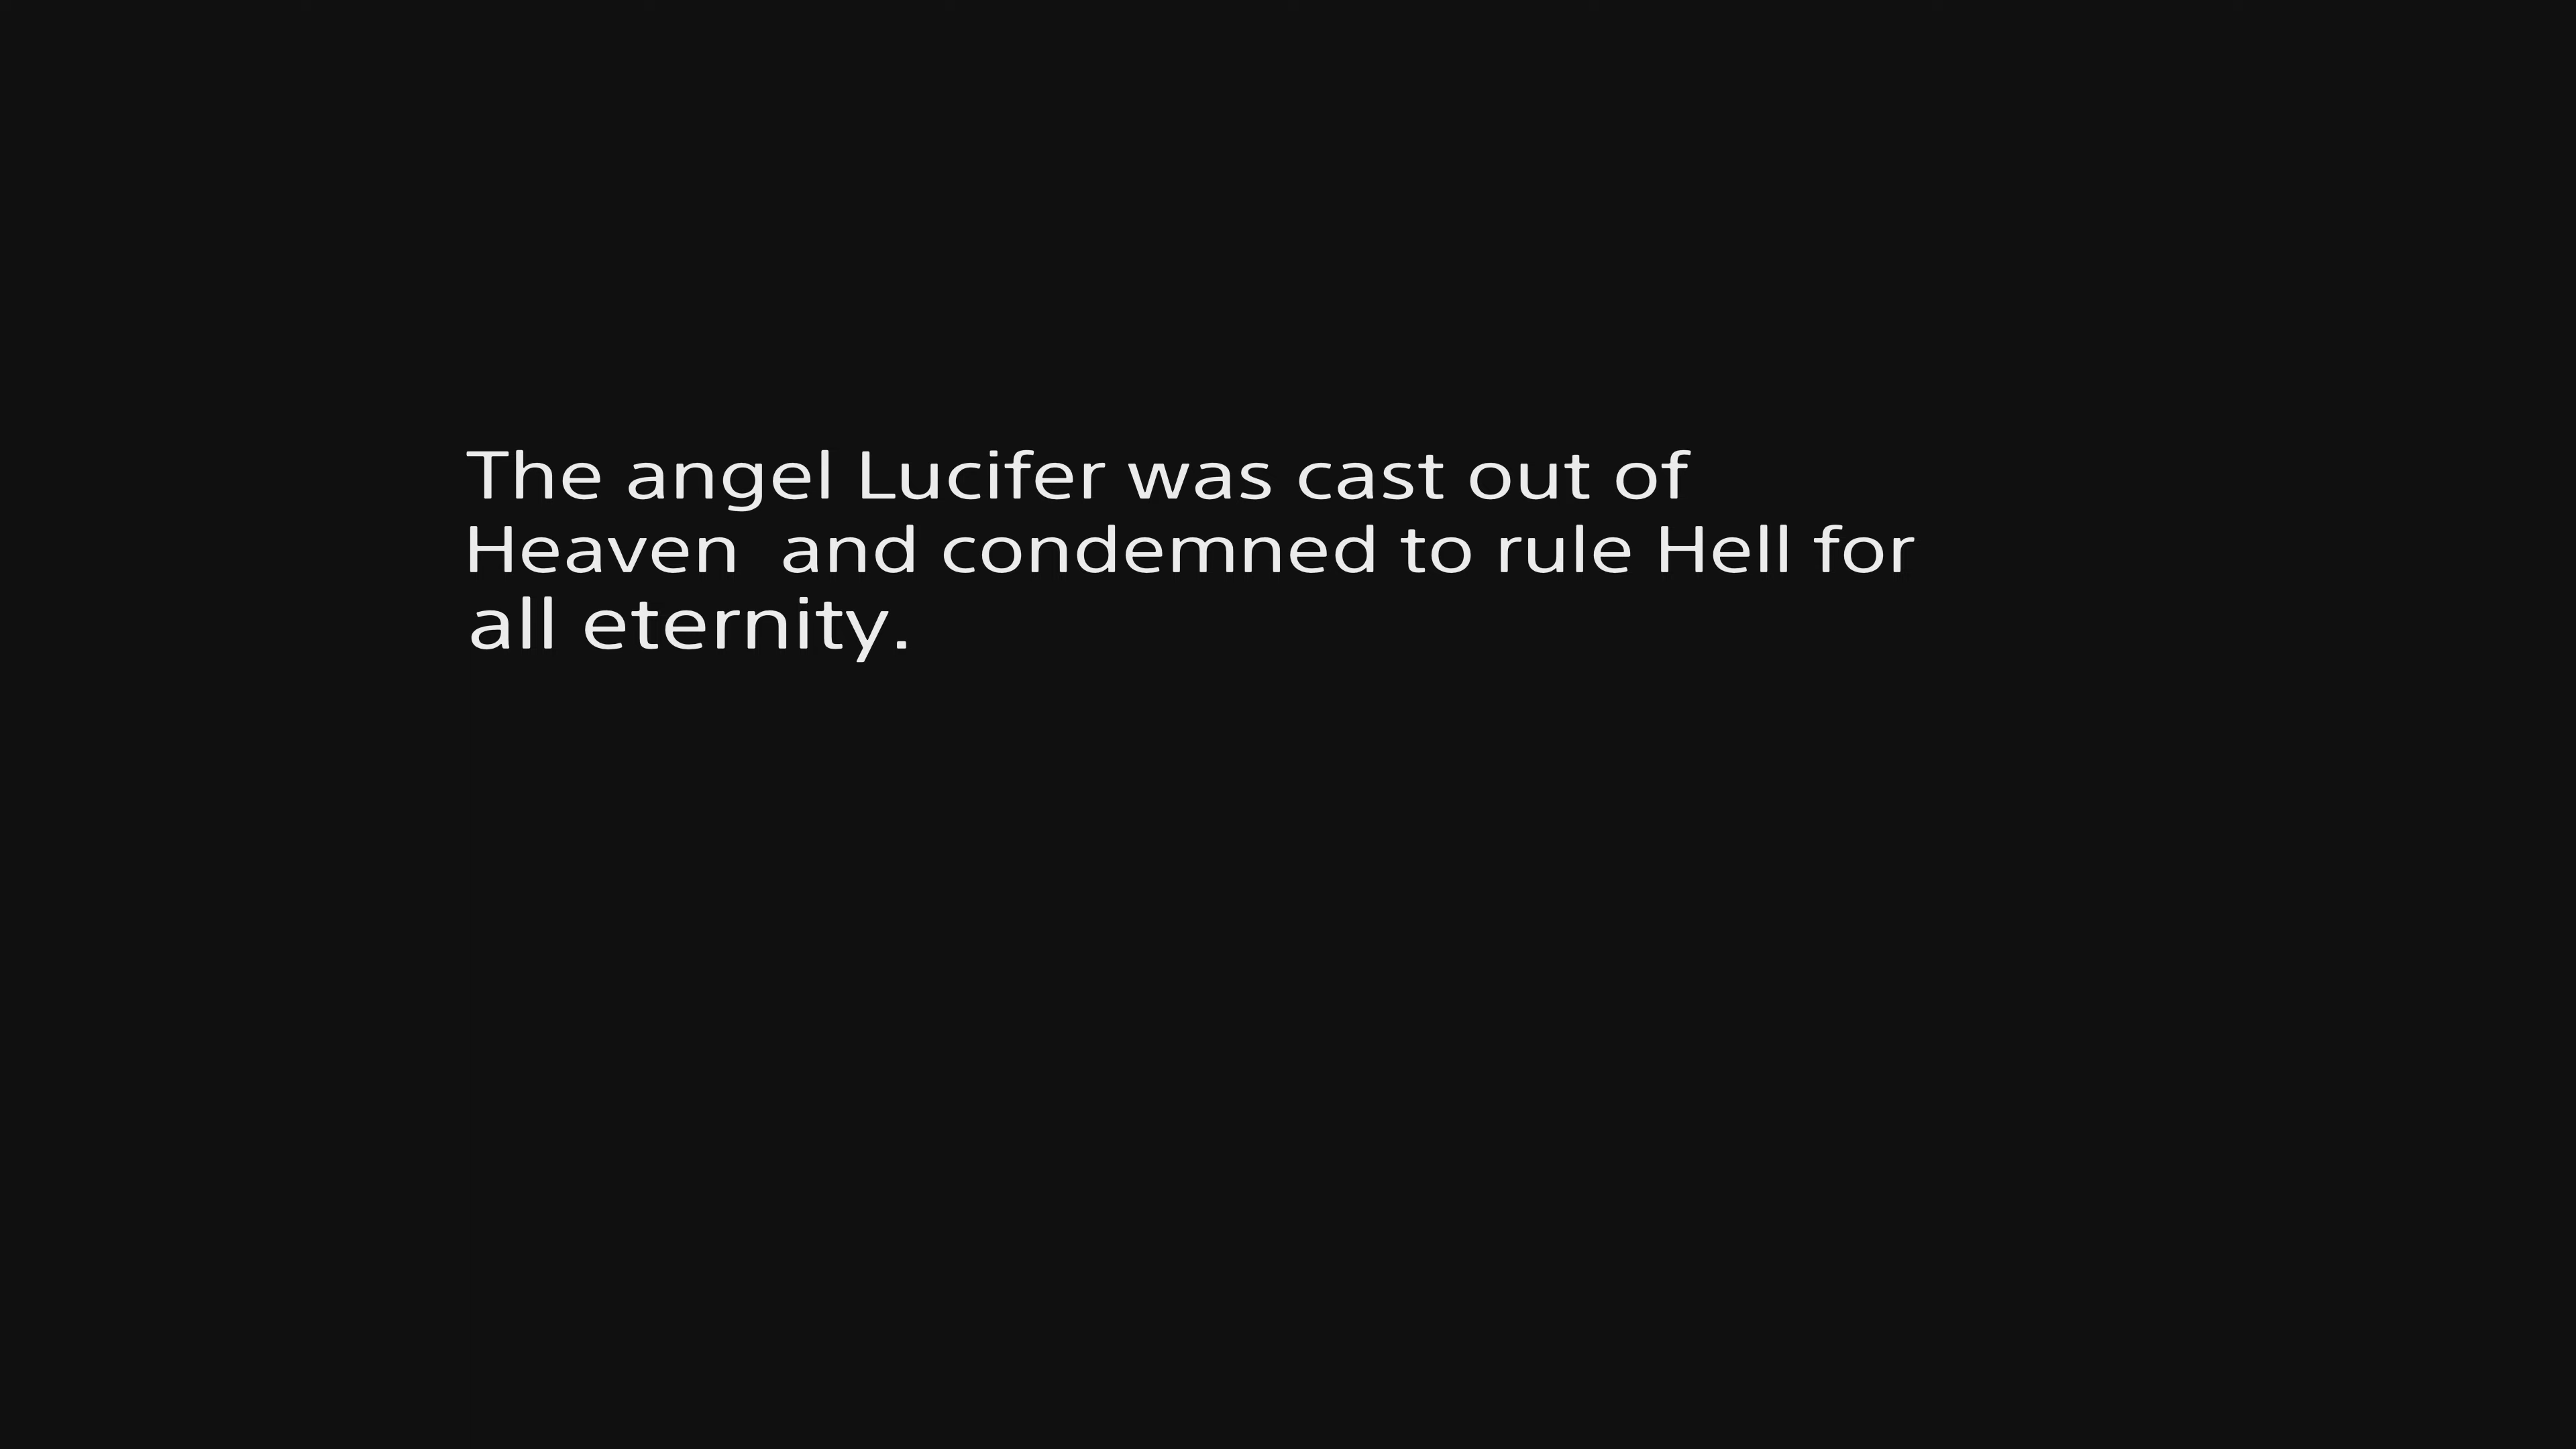 The angel Lucifer was cast out of
Heaven  and condemned to rule Hell for
all eternity.